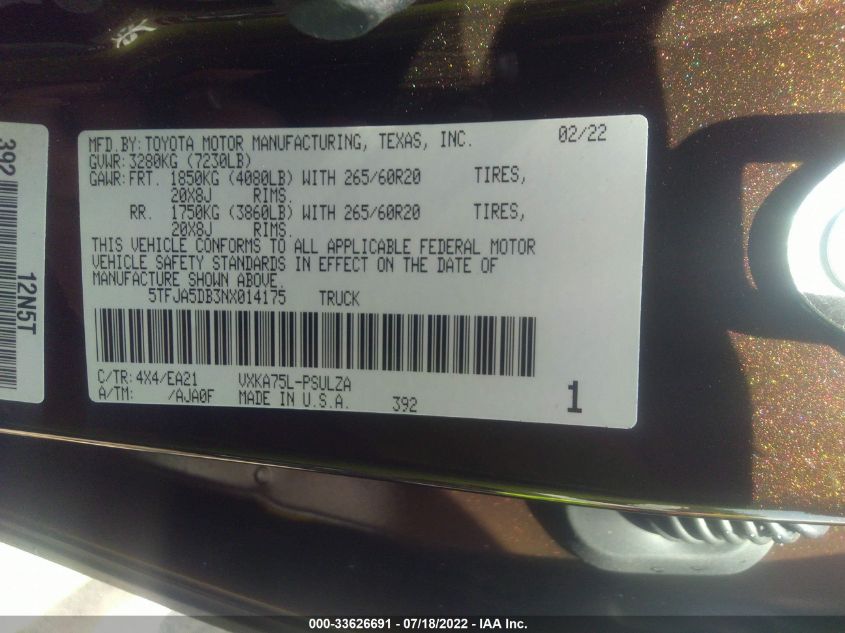 MFD.BY:TOYOTA MOTOR MANUFACTURING, TEXAS, INC. 02/22
GVWR:3280KG (7230LB)
GAWR:FRT. 1850KG (4080LB) WITH 265/60R20 TIRES,
20X8J RIMS.
RR. 1750KG (3860LB) WITH 265/60R20 TIRES,
20X8J RIMS.
THIS VEHICLE CONFORMS TO ALL APPLICABLE FEDERAL MOTOR
VEHICLE SAFETY STANDARDS IN EFFECT ON THE DATE OF
MANUFACTURE SHOWN ABOVE.
5TFJA5DB3NX014175 TRUCK
C/TR:4X4/EA21 VXKA75L-PSULZA
A/TM: /AJA0F MADE IN U.S.A. 392 1
392
12N5T
000-33626691 - 07/18/2022 - IAA Inc.